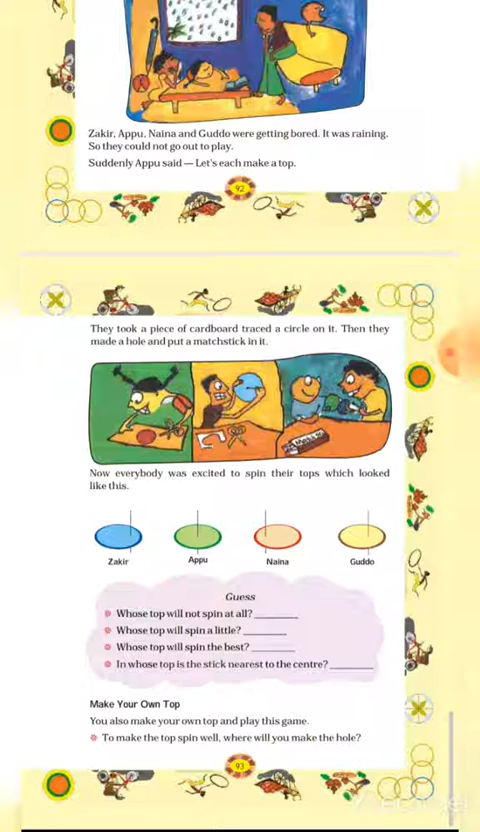 Zakir, Appu, Naina and Guddo were getting bored. It was raining.
So they could not go out to play.
Suddenly Appu said — Let's each make a top.
92
They took a piece of cardboard traced a circle on it. Then they
made a hole and put a matchstick in it.
Now everybody was excited to spin their tops which looked
like this.
Zakir Appu Naina Guddo
Guess
Whose top will not spin at all?
Whose top will spin a little?
Whose top will spin the best?
In whose top is the stick nearest to the centre?
Make Your Own Top
You also make your own top and play this game.
To make the top spin well, where will you make the hole?
93